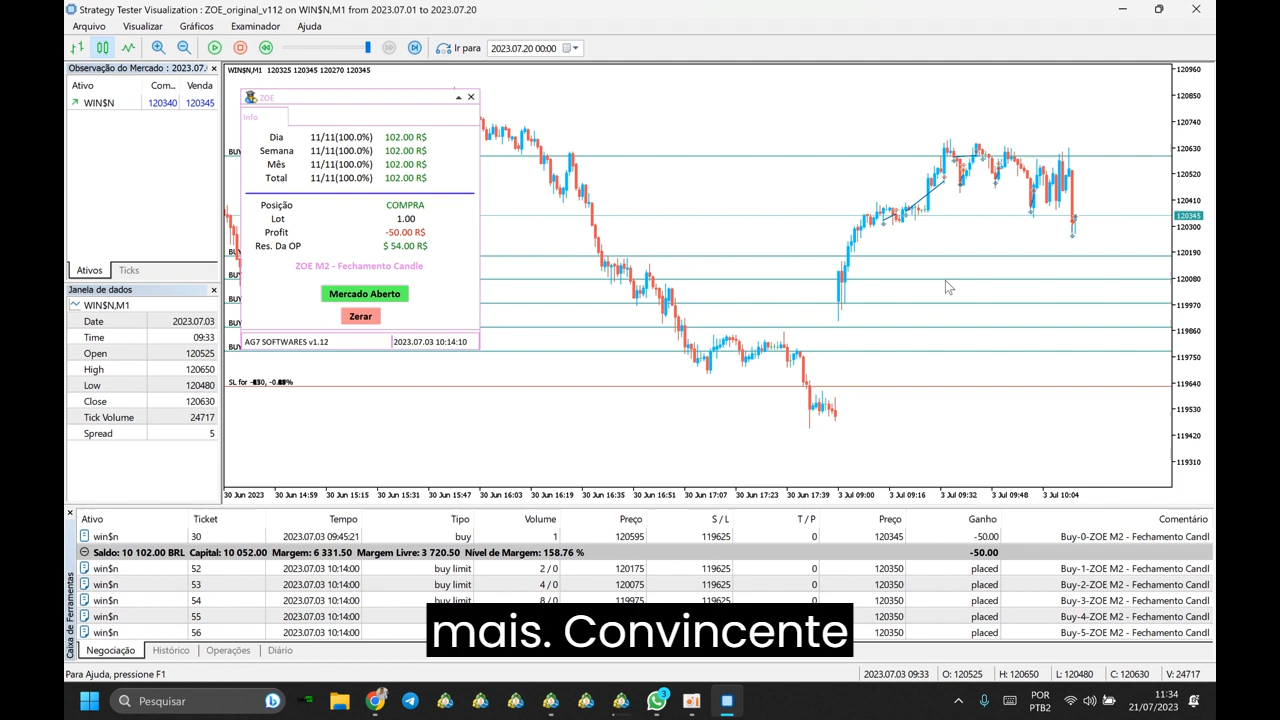 Strategy Tester Visualization : ZOE_original_v112 on WIN$N,M1 from 2023.07.01 to 2023.07.20
Arquivo Visualizar Gráficos Examinador Ajuda
Ir para 2023.07.20 00:00
Observação do Mercado : 2023.07.
Ativo Com... Venda
WIN$N 120340 120345
Ativos Ticks
Janela de dados
WIN$N,M1
Date 2023.07.03
Time 09:33
Open 120525
High 120650
Low 120480
Close 120630
Tick Volume 24717
Spread 5
WIN$N,M1 120325 120345 120270 120345
ZOE
Info
Dia 11/11(100.0%) 102.00 R$
Semana 11/11(100.0%) 102.00 R$
Mês 11/11(100.0%) 102.00 R$
Total 11/11(100.0%) 102.00 R$
Posição COMPRA
Lot 1.00
Profit -50.00 R$
Res. Da OP $ 54.00 R$
ZOE M2 - Fechamento Candle
Mercado Aberto
Zerar
AG7 SOFTWARES v1.12 2023.07.03 10:14:10
BUY
BUY
BUY
BUY
BUY
BUY
120960
120850
120740
120630
120520
120410
120345
120300
120190
120080
119970
119860
119750
119640
119530
119420
119310
30 Jun 2023 30 Jun 14:59 30 Jun 15:15 30 Jun 15:31 30 Jun 15:47 30 Jun 16:03 30 Jun 16:19 30 Jun 16:35 30 Jun 16:51 30 Jun 17:07 30 Jun 17:23 30 Jun 17:39 3 Jul 09:00 3 Jul 09:16 3 Jul 09:32 3 Jul 09:48 3 Jul 10:04
Ativo Ticket Tempo Tipo Volume Preço S / L T / P Preço Ganho Comentário
win$n 30 2023.07.03 09:45:21 buy 1 120595 119625 0 120345 -50.00 Buy-0-ZOE M2 - Fechamento Candl
Saldo: 10 102.00 BRL Capital: 10 052.00 Margem: 6 331.50 Margem Livre: 3 720.50 Nível de Margem: 158.76 % -50.00
win$n 52 2023.07.03 10:14:00 buy limit 2 / 0 120175 119625 0 120350 placed Buy-1-ZOE M2 - Fechamento Candl
win$n 53 2023.07.03 10:14:00 buy limit 4 / 0 120075 119625 0 120350 placed Buy-2-ZOE M2 - Fechamento Candl
win$n 54 2023.07.03 10:14:00 buy limit 8 / 0 119975 119625 0 120350 placed Buy-3-ZOE M2 - Fechamento Candl
win$n 55 2023.07.03 10:14:00 120350 placed Buy-4-ZOE M2 - Fechamento Candl
win$n 56 2023.07.03 10:14:00 120350 placed Buy-5-ZOE M2 - Fechamento Candl
Caixa de Ferramentas
mais. Convincente
Negociação Histórico Operações Diário
Para Ajuda, pressione F1 2023.07.03 09:33 O: 120525 H: 120650 L: 120480 C: 120630 V: 24717
Pesquisar 3 POR 11:34
PTB2 21/07/2023